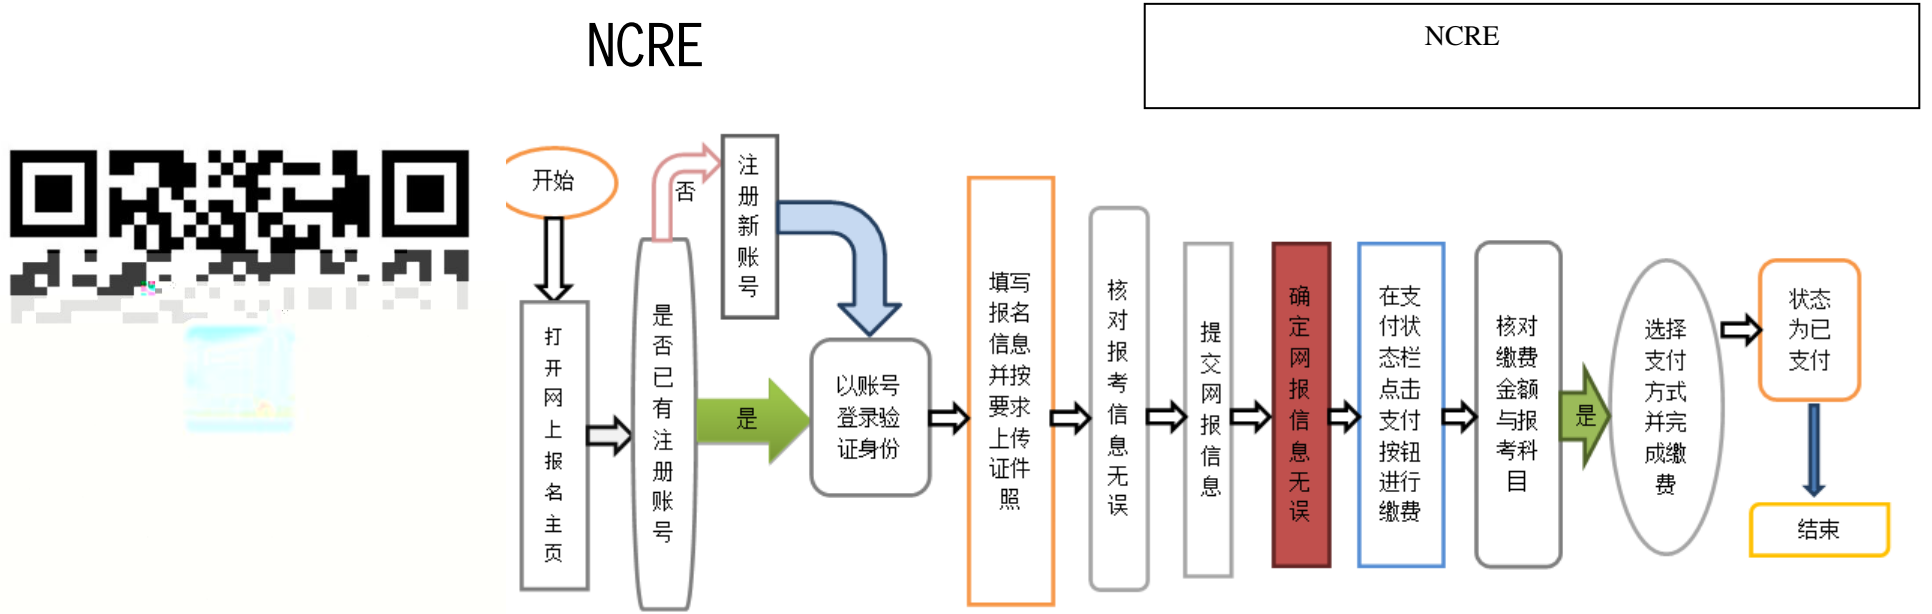 NCRE
NCRE
开始
打
开
网
上
报
名
主
页
是
否
已
有
注
册
账
号
否
注
册
新
账
号
是
以账号
登录验
证身份
填写
报名
信息
并按
要求
上传
证件
照
核
对
报
考
信
息
无
误
提
交
网
报
信
息
确
定
网
报
信
息
无
误
在支
付状
态栏
点击
支付
按钮
进行
缴费
核对
缴费
金额
与报
考科
目
是
选择
支付
方式
并完
成缴
费
状态
为已
支付
结束